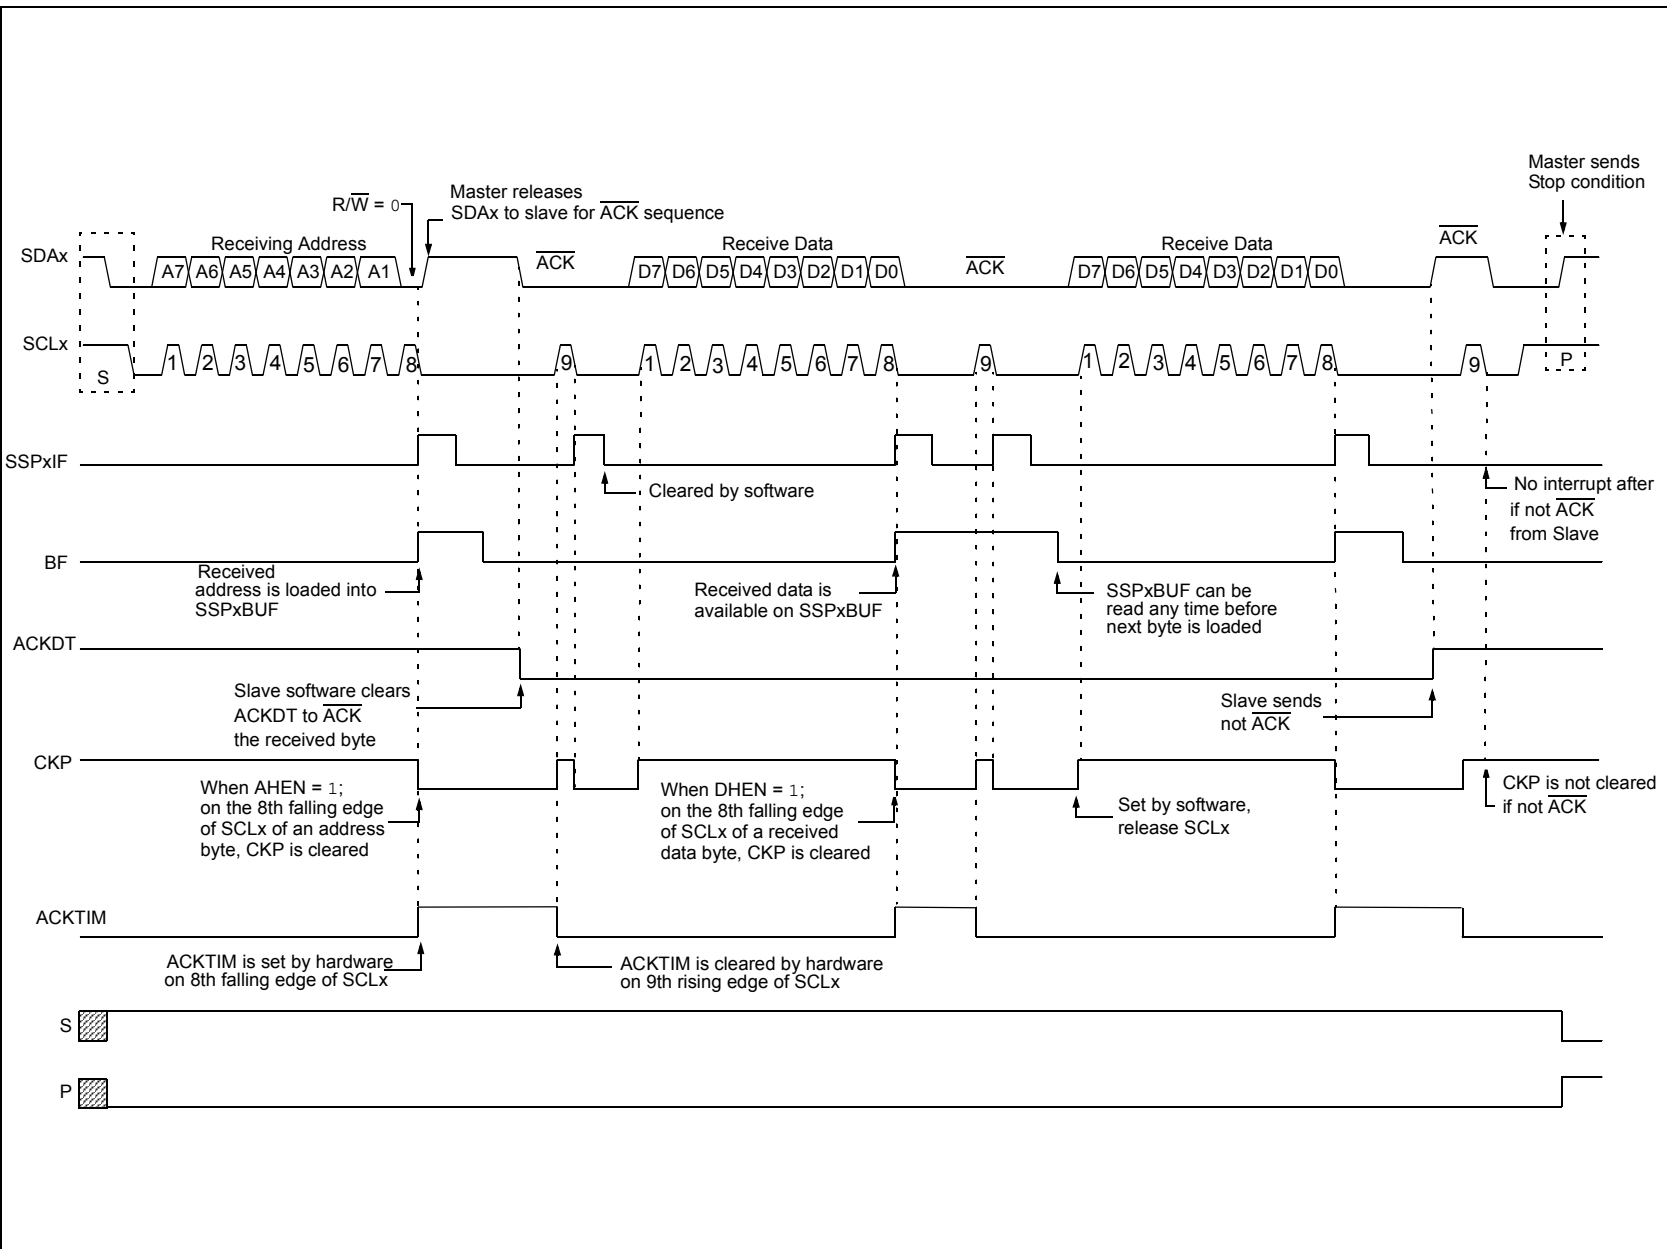 Master sends
Stop condition
R/W = 0
Master releases
SDAx to slave for ACK sequence
SDAx
Receiving Address
ACK
Receive Data
ACK
Receive Data
ACK
A7 A6 A5 A4 A3 A2 A1
D7 D6 D5 D4 D3 D2 D1 D0
D7 D6 D5 D4 D3 D2 D1 D0
SCLx
S
1 2 3 4 5 6 7 8 9
1 2 3 4 5 6 7 8 9
1 2 3 4 5 6 7 8 9
P
SSPxIF
Cleared by software
No interrupt after
if not ACK
from Slave
BF
Received
address is loaded into
SSPxBUF
Received data is
available on SSPxBUF
SSPxBUF can be
read any time before
next byte is loaded
ACKDT
Slave software clears
ACKDT to ACK
the received byte
Slave sends
not ACK
CKP
When AHEN = 1;
on the 8th falling edge
of SCLx of an address
byte, CKP is cleared
When DHEN = 1;
on the 8th falling edge
of SCLx of a received
data byte, CKP is cleared
Set by software,
release SCLx
CKP is not cleared
if not ACK
ACKTIM
ACKTIM is set by hardware
on 8th falling edge of SCLx
ACKTIM is cleared by hardware
on 9th rising edge of SCLx
S
P